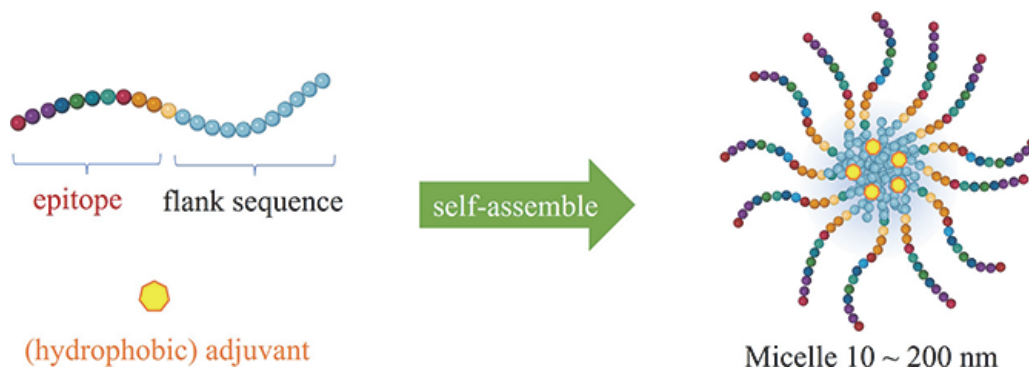 epitope
flank sequence
self-assemble
(hydrophobic) adjuvant
Micelle 10 ~ 200 nm